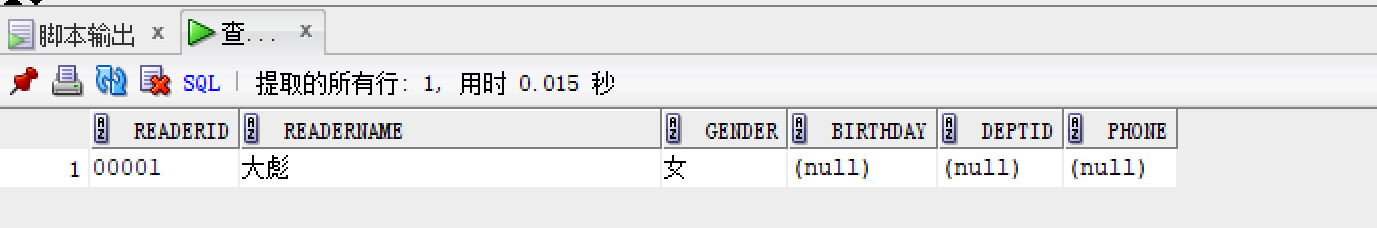 脚本输出 x 查... x
SQL | 提取的所有行: 1, 用时 0.015 秒
READERID READERNAME GENDER BIRTHDAY DEPTID PHONE
1 00001 大彪 女 (null) (null) (null)